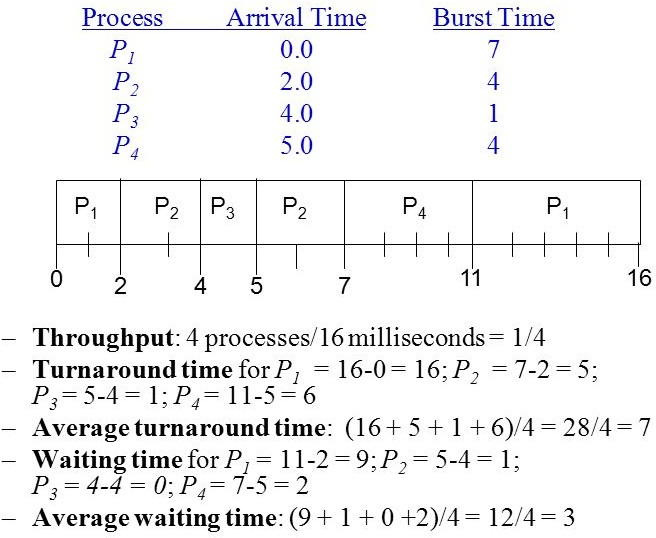 Process Arrival Time Burst Time
P1 0.0 7
P2 2.0 4
P3 4.0 1
P4 5.0 4
P1 P2 P3 P2 P4 P1
0 2 4 5 7 11 16
– Throughput: 4 processes/16 milliseconds = 1/4
– Turnaround time for P1 = 16-0 = 16; P2 = 7-2 = 5;
P3 = 5-4 = 1; P4 = 11-5 = 6
– Average turnaround time: (16 + 5 + 1 + 6)/4 = 28/4 = 7
– Waiting time for P1 = 11-2 = 9; P2 = 5-4 = 1;
P3 = 4-4 = 0; P4 = 7-5 = 2
– Average waiting time: (9 + 1 + 0 +2)/4 = 12/4 = 3